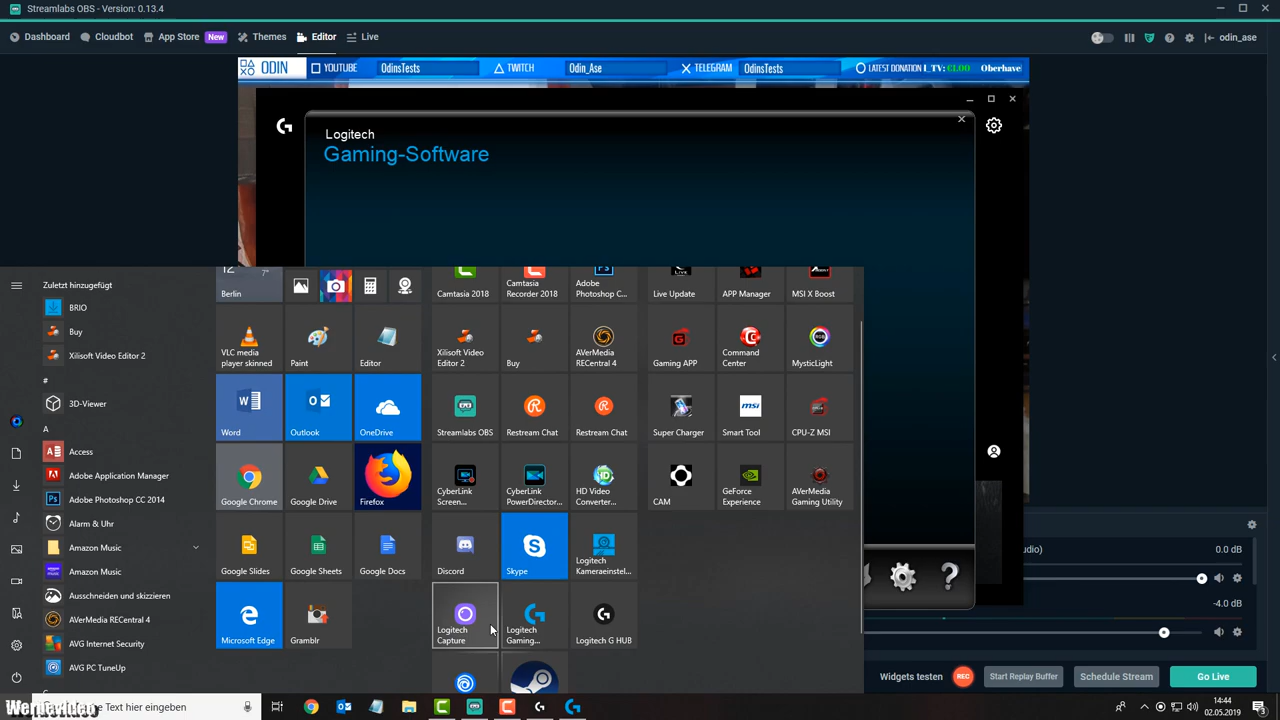 Streamlabs OBS - Version: 0.13.4
Dashboard
Cloudbot
App Store
New
Themes
Editor
Live
odin_ase
ODIN
YOUTUBE
OdinsTests
TWITCH
Odin_Ase
TELEGRAM
OdinsTests
LATEST DONATION
I_TV: €1.00
Oberhave
Logitech
Gaming-Software
Zuletzt hinzugefügt
BRIO
Buy
Xilisoft Video Editor 2
#
3D-Viewer
A
Access
Adobe Application Manager
Adobe Photoshop CC 2014
Alarm & Uhr
Amazon Music
Amazon Music
Ausschneiden und skizzieren
AVerMedia RECentral 4
AVG Internet Security
AVG PC TuneUp
12
7°
Berlin
Camtasia 2018
Camtasia
Recorder 2018
Adobe
Photoshop C...
Live Update
APP Manager
MSI X Boost
VLC media
player skinned
Paint
Editor
Xilisoft Video
Editor 2
Buy
AVerMedia
RECentral 4
Gaming APP
Command
Center
MysticLight
Word
Outlook
OneDrive
Streamlabs OBS
Restream Chat
Restream Chat
Super Charger
Smart Tool
CPU-Z MSI
Google Chrome
Google Drive
Firefox
CyberLink
Screen...
CyberLink
PowerDirector...
HD Video
Converter...
CAM
GeForce
Experience
AVerMedia
Gaming Utility
Google Slides
Google Sheets
Google Docs
Discord
Skype
Logitech
Kameraeinstel...
Microsoft Edge
Gramblr
Logitech
Capture
Logitech
Gaming...
Logitech G HUB
udio)
0.0 dB
-4.0 dB
Widgets testen
REC
Start Replay Buffer
Schedule Stream
Go Live
Text hier eingeben
14:44
02.05.2019